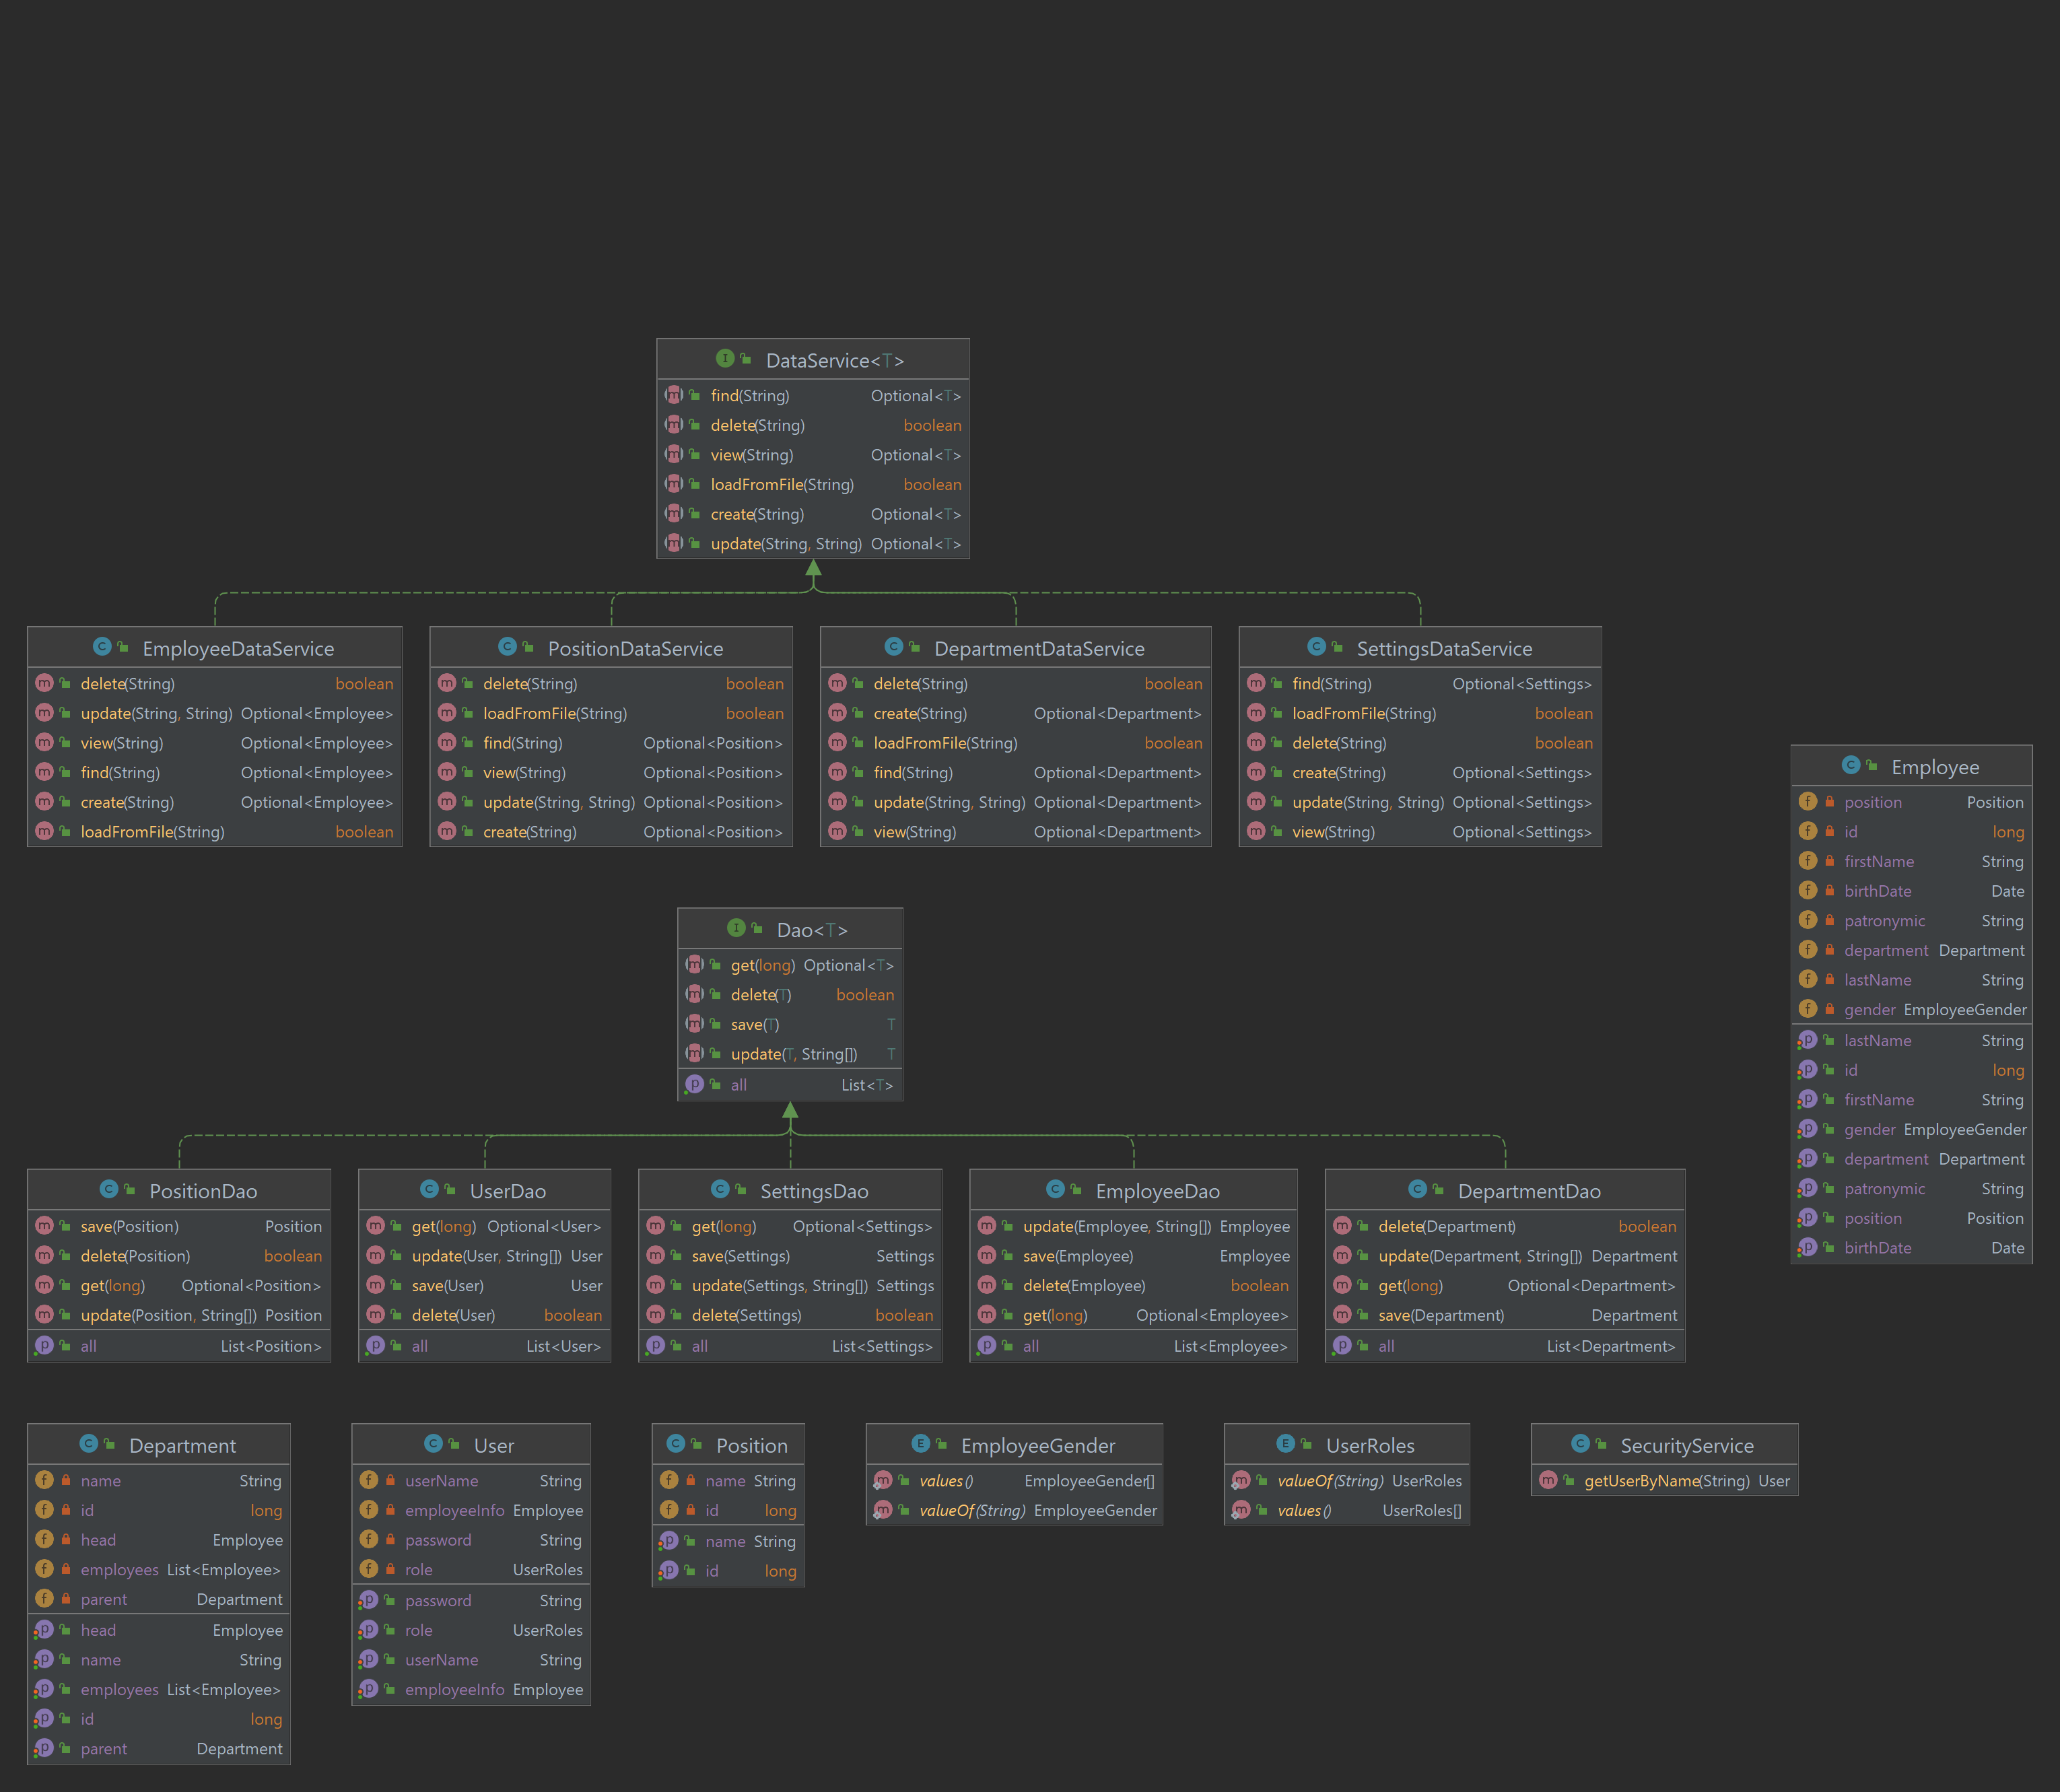 DataService<T>
find(String) Optional<T>
delete(String) boolean
view(String) Optional<T>
loadFromFile(String) boolean
create(String) Optional<T>
update(String, String) Optional<T>
EmployeeDataService
delete(String) boolean
update(String, String) Optional<Employee>
view(String) Optional<Employee>
find(String) Optional<Employee>
create(String) Optional<Employee>
loadFromFile(String) boolean
PositionDataService
delete(String) boolean
loadFromFile(String) boolean
find(String) Optional<Position>
view(String) Optional<Position>
update(String, String) Optional<Position>
create(String) Optional<Position>
DepartmentDataService
delete(String) boolean
create(String) Optional<Department>
loadFromFile(String) boolean
find(String) Optional<Department>
update(String, String) Optional<Department>
view(String) Optional<Department>
SettingsDataService
find(String) Optional<Settings>
loadFromFile(String) boolean
delete(String) boolean
create(String) Optional<Settings>
update(String, String) Optional<Settings>
view(String) Optional<Settings>
Employee
position Position
id long
firstName String
birthDate Date
patronymic String
department Department
lastName String
gender EmployeeGender
lastName String
id long
firstName String
gender EmployeeGender
department Department
patronymic String
position Position
birthDate Date
Dao<T>
get(long) Optional<T>
delete(T) boolean
save(T) T
update(T, String[]) T
all List<T>
PositionDao
save(Position) Position
delete(Position) boolean
get(long) Optional<Position>
update(Position, String[]) Position
all List<Position>
UserDao
get(long) Optional<User>
update(User, String[]) User
save(User) User
delete(User) boolean
all List<User>
SettingsDao
get(long) Optional<Settings>
save(Settings) Settings
update(Settings, String[]) Settings
delete(Settings) boolean
all List<Settings>
EmployeeDao
update(Employee, String[]) Employee
save(Employee) Employee
delete(Employee) boolean
get(long) Optional<Employee>
all List<Employee>
DepartmentDao
delete(Department) boolean
update(Department, String[]) Department
get(long) Optional<Department>
save(Department) Department
all List<Department>
Department
name String
id long
head Employee
employees List<Employee>
parent Department
head Employee
name String
employees List<Employee>
id long
parent Department
User
userName String
employeeInfo Employee
password String
role UserRoles
password String
role UserRoles
userName String
employeeInfo Employee
Position
name String
id long
name String
id long
EmployeeGender
values() EmployeeGender[]
valueOf(String) EmployeeGender
UserRoles
valueOf(String) UserRoles
values() UserRoles[]
SecurityService
getUserByName(String) User